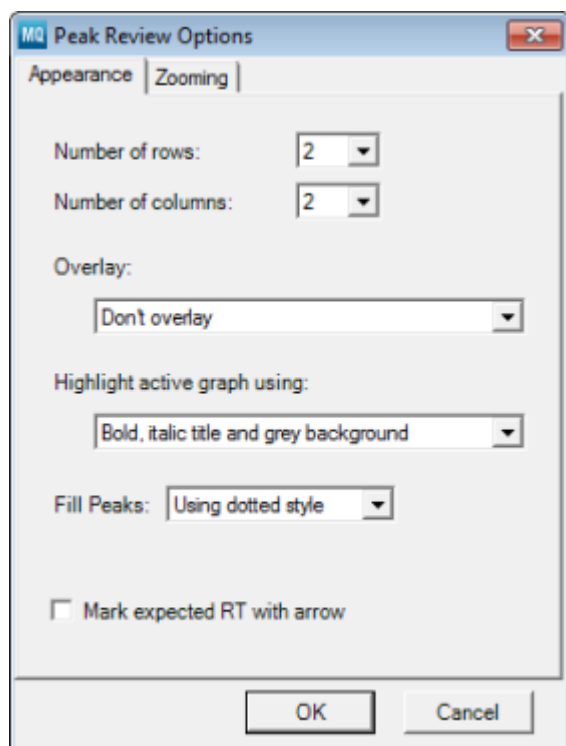 MQ Peak Review Options
Appearance Zooming
Number of rows: 2
Number of columns: 2
Overlay:
Don't overlay
Highlight active graph using:
Bold, italic title and grey background
Fill Peaks: Using dotted style
Mark expected RT with arrow
OK Cancel